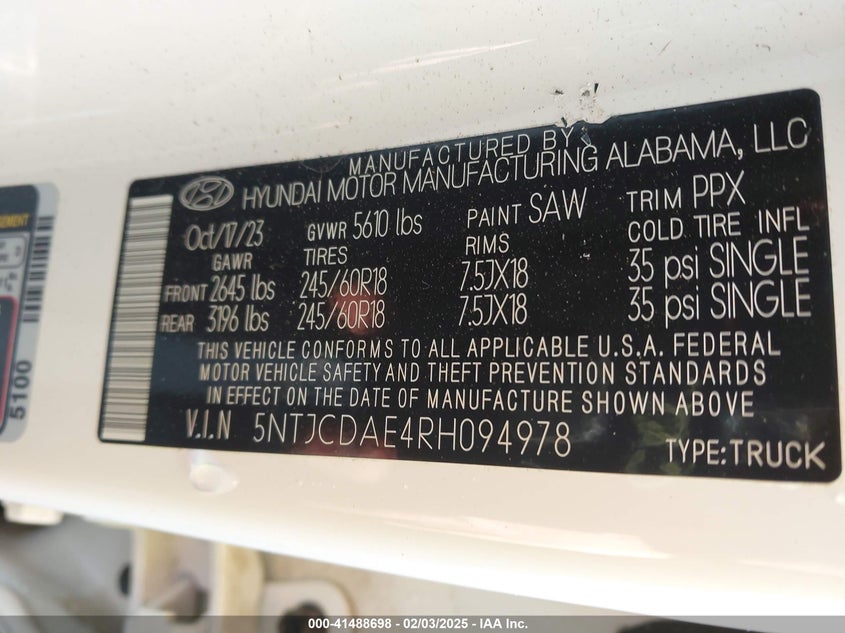 MANUFACTURED BY
HYUNDAI MOTOR MANUFACTURING ALABAMA, LLC
Oct/17/23 GVWR 5610 lbs PAINT SAW TRIM PPX
GAWR TIRES RIMS COLD TIRE INFL
FRONT 2645 lbs 245/60R18 7.5JX18 35 psi SINGLE
REAR 3196 lbs 245/60R18 7.5JX18 35 psi SINGLE
THIS VEHICLE CONFORMS TO ALL APPLICABLE U.S.A. FEDERAL
MOTOR VEHICLE SAFETY AND THEFT PREVENTION STANDARDS
IN EFFECT ON THE DATE OF MANUFACTURE SHOWN ABOVE
V.I.N 5NTJCDAE4RH094978 TYPE:TRUCK
5100
000-41488698 - 02/03/2025 - IAA Inc.